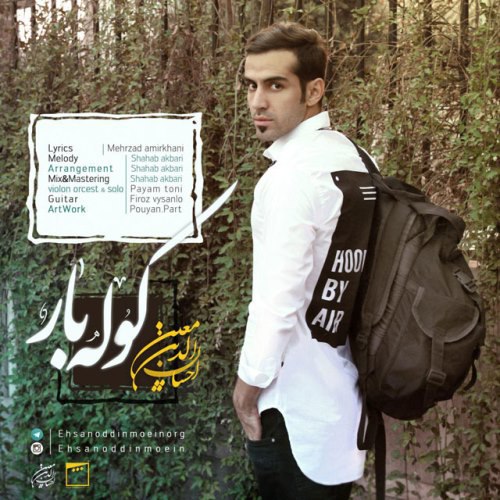 Lyrics | Mehrzad amirkhani
Melody | Shahab akbari
Arrangement | Shahab akbari
Mix&Mastering | Shahab akbari
violon orcest & solo | Payam toni
Guitar | Firoz vysanlo
ArtWork | Pouyan.Part
HOOD
BY
AIR
کوله بار
احسان الدین معین
Ehsanoddinmoeinorg
Ehsanoddinmoein